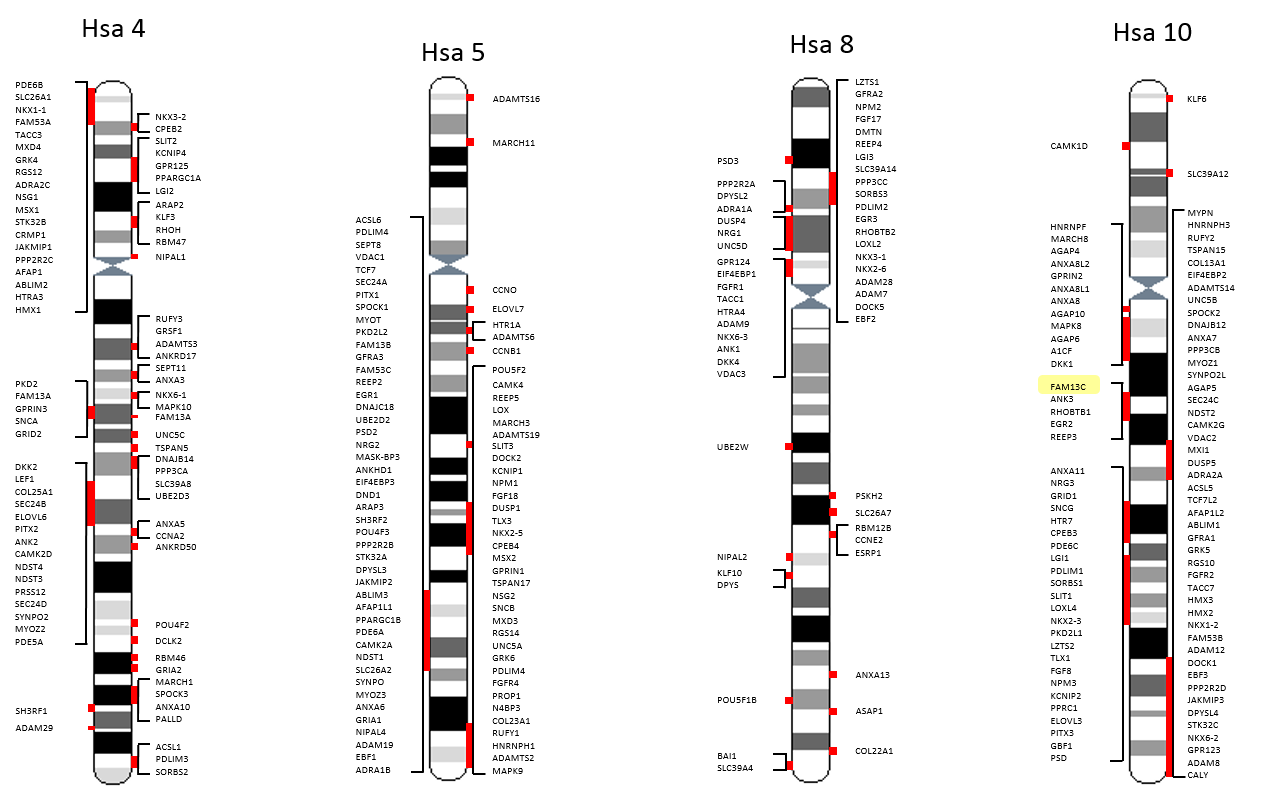 Hsa 4
PDE6B
SLC26A1
NKX1-1
FAM53A
TACC3
MXD4
GRK4
RGS12
ADRA2C
NSG1
MSX1
STK32B
CRMP1
JAKMIP1
PPP2R2C
AFAP1
ABLIM2
HTRA3
HMX1
PKD2
FAM13A
GPRIN3
SNCA
GRID2
DKK2
LEF1
COL25A1
SEC24B
ELOVL6
PITX2
ANK2
CAMK2D
NDST4
NDST3
PRSS12
SEC24D
SYNPO2
MYOZ2
PDE5A
SH3RF1
ADAM29
NKX3-2
CPEB2
SLIT2
KCNIP4
GPR125
PPARGC1A
LGI2
ARAP2
KLF3
RHOH
RBM47
NIPAL1
RUFY3
GRSF1
ADAMTS3
ANKRD17
SEPT11
ANXA3
NKX6-1
MAPK10
FAM13A
UNC5C
TSPAN5
DNAJB14
PPP3CA
SLC39A8
UBE2D3
ANXA5
CCNA2
ANKRD50
POU4F2
DCLK2
RBM46
GRIA2
MARCH1
SPOCK3
ANXA10
PALLD
ACSL1
PDLIM3
SORBS2
Hsa 5
ACSL6
PDLIM4
SEPT8
VDAC1
TCF7
SEC24A
PITX1
SPOCK1
MYOT
PKD2L2
FAM13B
GFRA3
FAM53C
REEP2
EGR1
DNAJC18
UBE2D2
PSD2
NRG2
MASK-BP3
ANKHD1
EIF4EBP3
DND1
ARAP3
SH3RF2
POU4F3
PPP2R2B
STK32A
DPYSL3
JAKMIP2
ABLIM3
AFAP1L1
PPARGC1B
PDE6A
CAMK2A
NDST1
SLC26A2
SYNPO
MYOZ3
ANXA6
GRIA1
NIPAL4
ADAM19
EBF1
ADRA1B
ADAMTS16
MARCH11
CCNO
ELOVL7
HTR1A
ADAMTS6
CCNB1
POU5F2
CAMK4
REEP5
LOX
MARCH3
ADAMTS19
SLIT3
DOCK2
KCNIP1
NPM1
FGF18
DUSP1
TLX3
NKX2-5
CPEB4
MSX2
GPRIN1
TSPAN17
NSG2
SNCB
MXD3
RGS14
UNC5A
GRK6
PDLIM4
FGFR4
PROP1
N4BP3
COL23A1
RUFY1
HNRNPH1
ADAMTS2
MAPK9
Hsa 8
PSD3
PPP2R2A
DPYSL2
ADRA1A
DUSP4
NRG1
UNC5D
GPR124
EIF4EBP1
FGFR1
TACC1
HTRA4
ADAM9
NKX6-3
ANK1
DKK4
VDAC3
UBE2W
NIPAL2
KLF10
DPYS
POU5F1B
BAI1
SLC39A4
LZTS1
GFRA2
NPM2
FGF17
DMTN
REEP4
LGI3
SLC39A14
PPP3CC
SORBS3
PDLIM2
EGR3
RHOBTB2
LOXL2
NKX3-1
NKX2-6
ADAM28
ADAM7
DOCK5
EBF2
PSKH2
SLC26A7
RBM12B
CCNE2
ESRP1
ANXA13
ASAP1
COL22A1
Hsa 10
CAMK1D
HNRNPF
MARCH8
AGAP4
ANXA8L2
GPRIN2
ANXA8L1
ANXA8
AGAP10
MAPK8
AGAP6
A1CF
DKK1
FAM13C
ANK3
RHOBTB1
EGR2
REEP3
ANXA11
NRG3
GRID1
SNCG
HTR7
CPEB3
PDE6C
LGI1
PDLIM1
SORBS1
SLIT1
LOXL4
NKX2-3
PKD2L1
LZTS2
TLX1
FGF8
NPM3
KCNIP2
PPRC1
ELOVL3
PITX3
GBF1
PSD
KLF6
SLC39A12
MYPN
HNRNPH3
RUFY2
TSPAN15
COL13A1
EIF4EBP2
ADAMTS14
UNC5B
SPOCK2
DNAJB12
ANXA7
PPP3CB
MYOZ1
SYNPO2L
AGAP5
SEC24C
NDST2
CAMK2G
VDAC2
MXI1
DUSP5
ADRA2A
ACSL5
TCF7L2
AFAP1L2
ABLIM1
GFRA1
GRK5
RGS10
FGFR2
TACC7
HMX3
HMX2
NKX1-2
FAM53B
ADAM12
DOCK1
EBF3
PPP2R2D
JAKMIP3
DPYSL4
STK32C
NKX6-2
GPR123
ADAM8
CALY